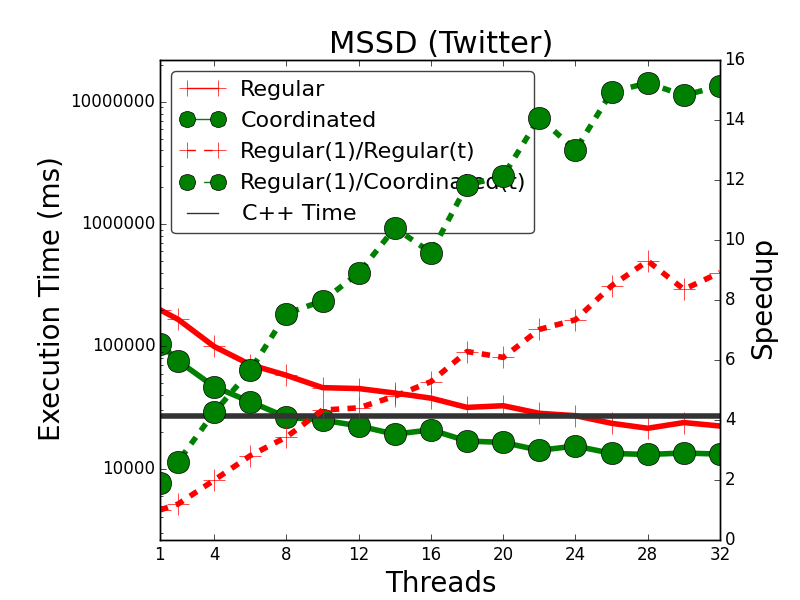 MSSD (Twitter)
Execution Time (ms)
10000000
1000000
100000
10000
Regular
Coordinated
Regular(1)/Regular(t)
Regular(1)/Coordinated(t)
C++ Time
16
14
12
10
8
6
4
2
0
Speedup
1 4 8 12 16 20 24 28 32
Threads